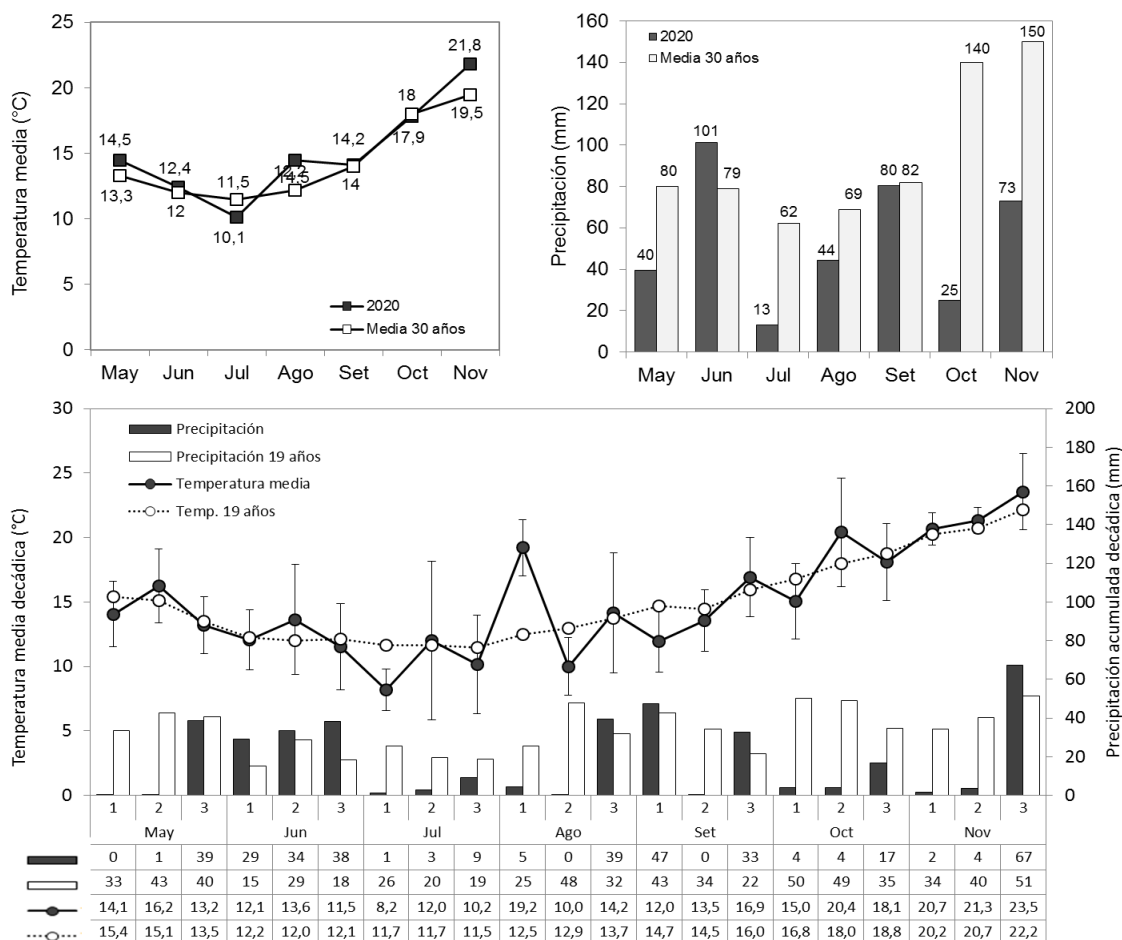 Temperatura media (°C)
25
20
15
10
5
0
14,5
12,4
11,5
12,2
14,5
14,2
18
21,8
13,3
12
10,1
14
17,9
19,5
2020
Media 30 años
May Jun Jul Ago Set Oct Nov
Precipitación (mm)
160
140
120
100
80
60
40
20
0
2020
Media 30 años
40 80 101 79 13 62 44 69 80 82 25 140 73 150
May Jun Jul Ago Set Oct Nov
Temperatura media decádica (°C)
30
25
20
15
10
5
0
Precipitación
Precipitación 19 años
Temperatura media
Temp. 19 años
Precipitación acumulada decádica (mm)
200
180
160
140
120
100
80
60
40
20
0
1 2 3 1 2 3 1 2 3 1 2 3 1 2 3 1 2 3 1 2 3
May Jun Jul Ago Set Oct Nov
0 1 39 29 34 38 1 3 9 5 0 39 47 0 33 4 4 17 2 4 67
33 43 40 15 29 18 26 20 19 25 48 32 43 34 22 50 49 35 34 40 51
14,1 16,2 13,2 12,1 13,6 11,5 8,2 12,0 10,2 19,2 10,0 14,2 12,0 13,5 16,9 15,0 20,4 18,1 20,7 21,3 23,5
15,4 15,1 13,5 12,2 12,0 12,1 11,7 11,7 11,5 12,5 12,9 13,7 14,7 14,5 16,0 16,8 18,0 18,8 20,2 20,7 22,2